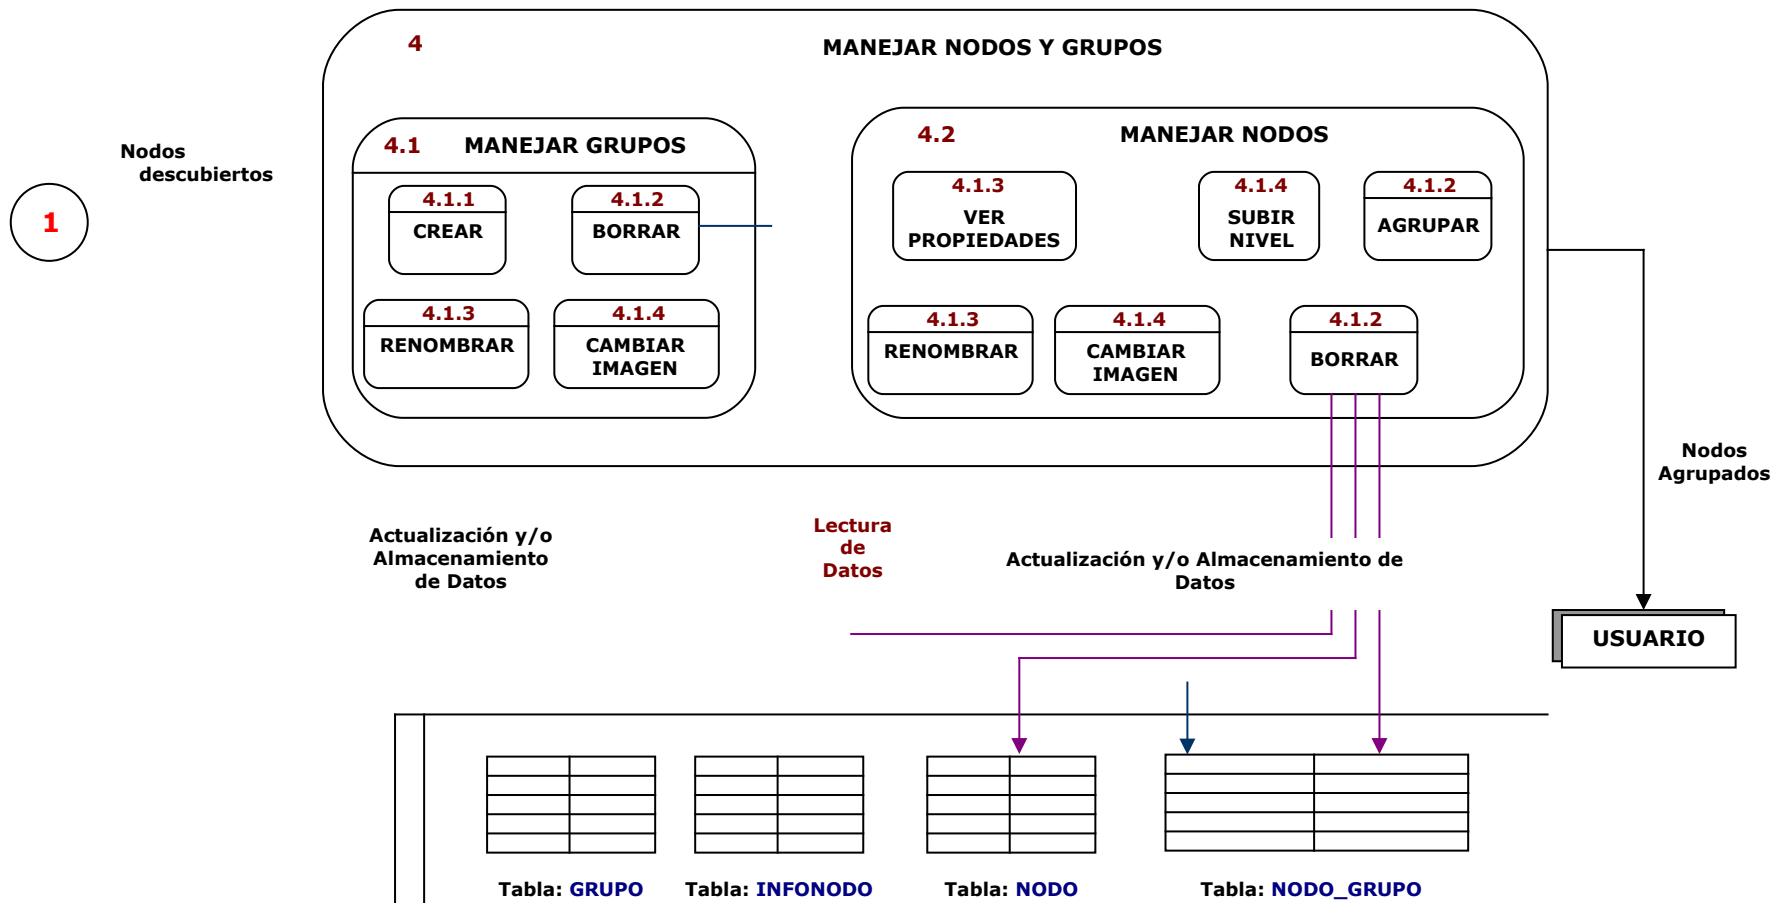 4 MANEJAR NODOS Y GRUPOS
Nodos
descubiertos
1
4.1 MANEJAR GRUPOS
4.1.1
CREAR
4.1.2
BORRAR
4.1.3
RENOMBRAR
4.1.4
CAMBIAR
IMAGEN
4.2 MANEJAR NODOS
4.1.3
VER
PROPIEDADES
4.1.4
SUBIR
NIVEL
4.1.2
AGRUPAR
4.1.3
RENOMBRAR
4.1.4
CAMBIAR
IMAGEN
4.1.2
BORRAR
Nodos
Agrupados
Actualización y/o
Almacenamiento
de Datos
Lectura
de
Datos
Actualización y/o Almacenamiento de
Datos
USUARIO
Tabla: GRUPO
Tabla: INFONODO
Tabla: NODO
Tabla: NODO_GRUPO